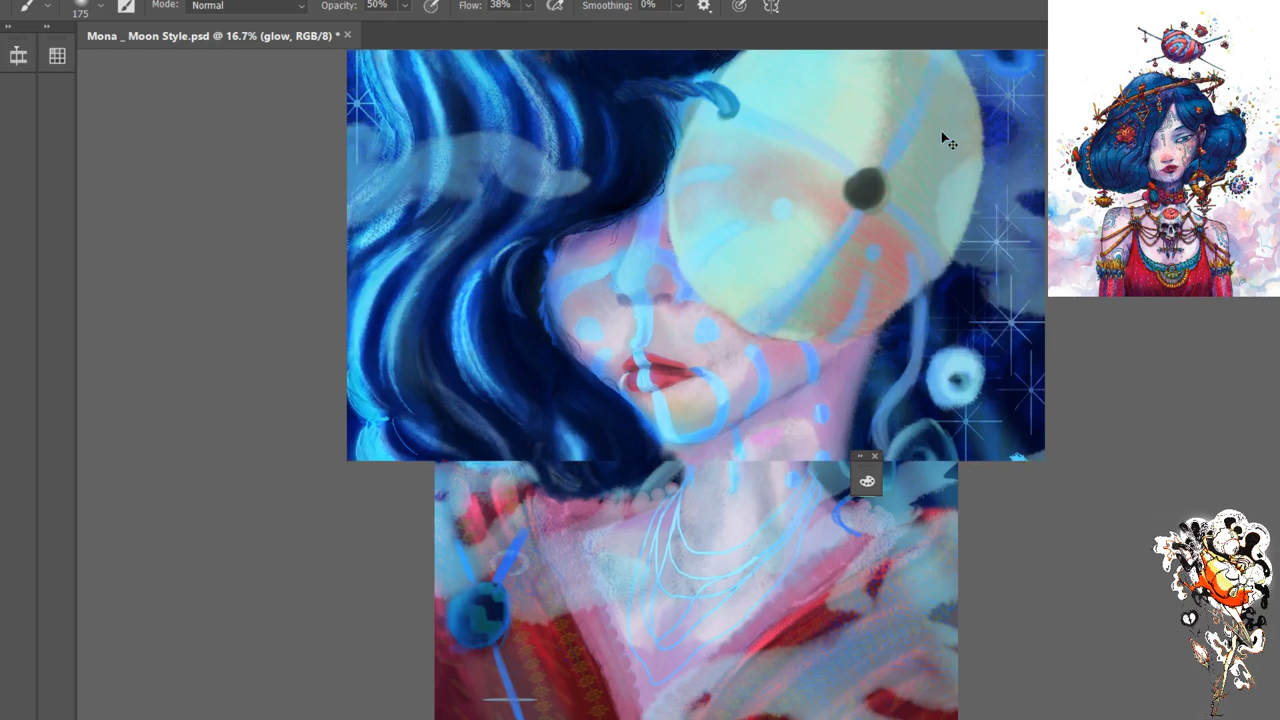 Mode: Normal Opacity: 50% Flow: 38% Smoothing: 0%
175
Mona _ Moon Style.psd @ 16.7% (glow, RGB/8) *